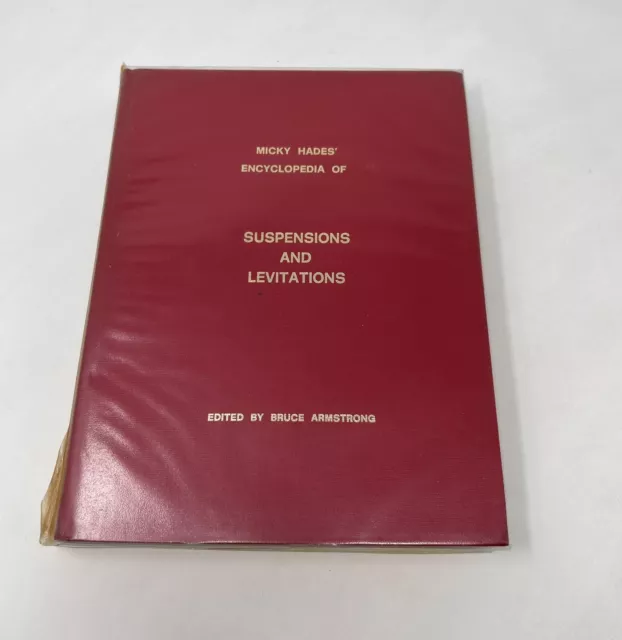 MICKY HADES'
ENCYCLOPEDIA OF
SUSPENSIONS
AND
LEVITATIONS
EDITED BY BRUCE ARMSTRONG